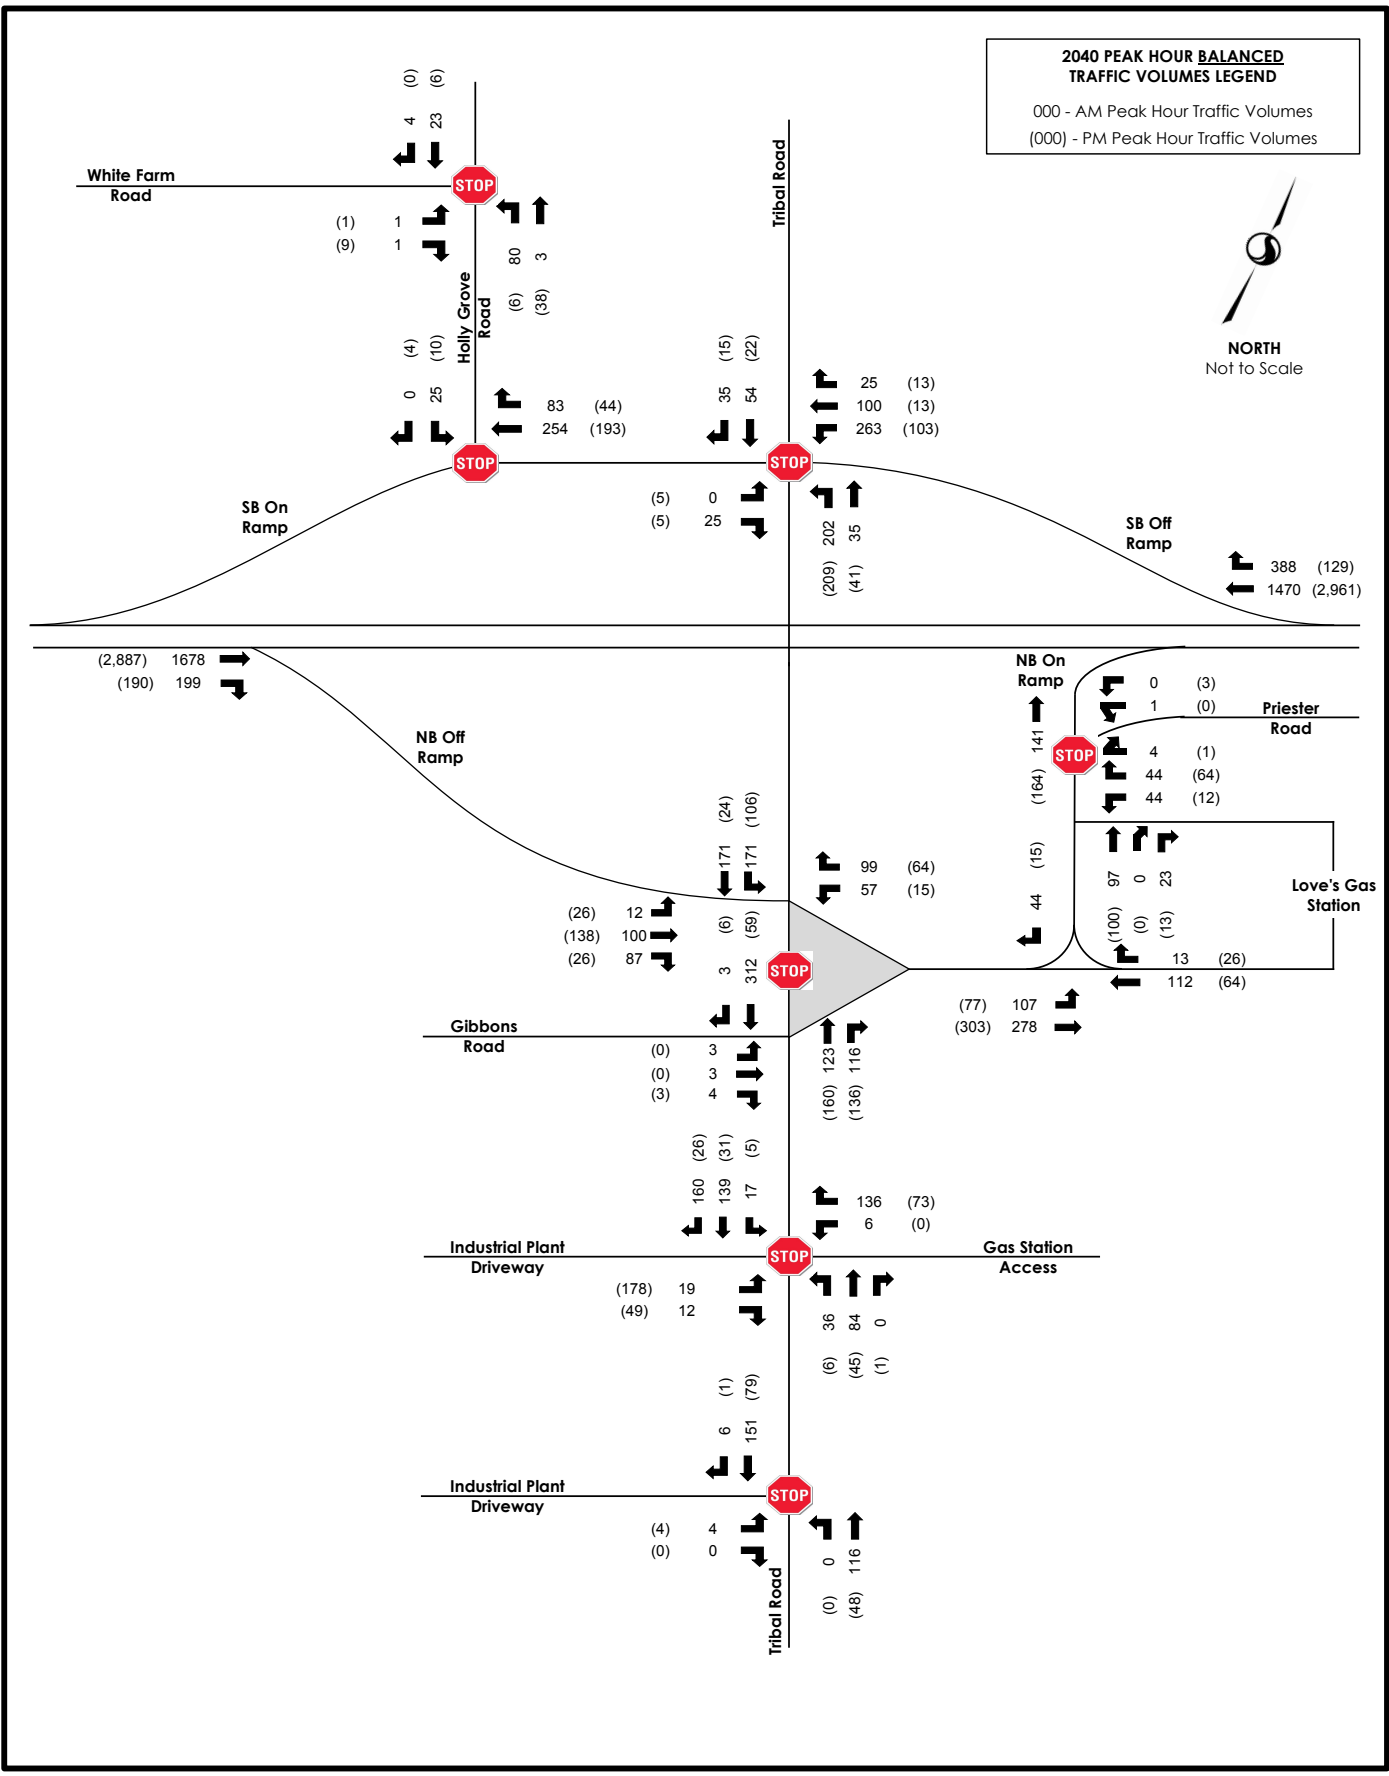 2040 PEAK HOUR BALANCED
TRAFFIC VOLUMES LEGEND
000 - AM Peak Hour Traffic Volumes
(000) - PM Peak Hour Traffic Volumes
NORTH
Not to Scale
(0) (6)
4 23
White Farm
Road
STOP
(1) 1
(9) 1
80 3
(6) (38)
Holly Grove
Road
Tribal Road
(4) (10)
0 25
83 (44)
254 (193)
STOP
(15) (22)
35 54
25 (13)
100 (13)
263 (103)
STOP
(5) 0
(5) 25
202 35
(209) (41)
SB On
Ramp
SB Off
Ramp
388 (129)
1470 (2,961)
(2,887) 1678
(190) 199
NB Off
Ramp
NB On
Ramp
0 (3)
1 (0)
Priester
Road
141
(164)
STOP
4 (1)
44 (64)
44 (12)
(15)
44
97 0 23
(100) (0) (13)
Love's Gas
Station
(24) (106)
171 171
99 (64)
57 (15)
(26) 12
(138) 100
(26) 87
(6) (59)
3 312
STOP
13 (26)
112 (64)
(77) 107
(303) 278
Gibbons
Road
(0) 3
(0) 3
(3) 4
123 116
(160) (136)
(26) (31) (5)
160 139 17
136 (73)
6 (0)
Industrial Plant
Driveway
STOP
Gas Station
Access
(178) 19
(49) 12
36 84 0
(6) (45) (1)
(1) (79)
6 151
Industrial Plant
Driveway
STOP
(4) 4
(0) 0
0 116
(0) (48)
Tribal Road